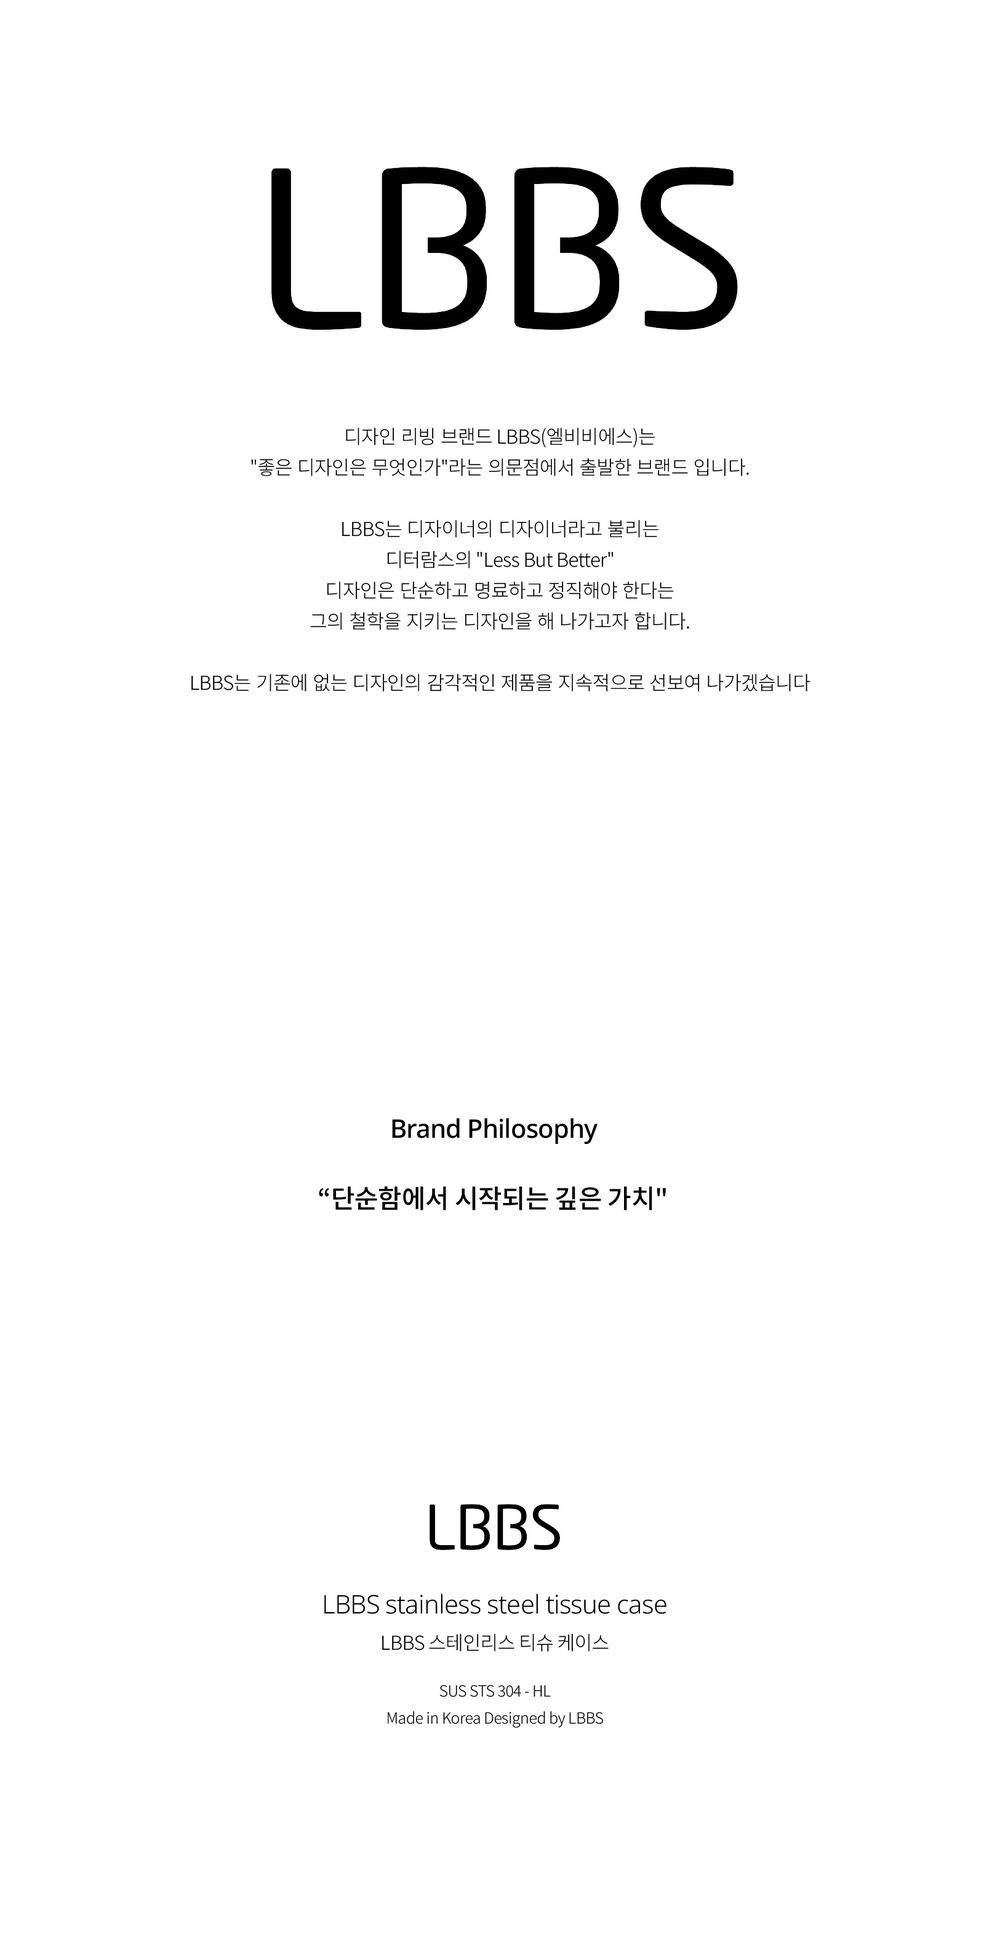 LBBS
디자인 리빙 브랜드 LBBS(엘비비에스)는
"좋은 디자인은 무엇인가"라는 의문점에서 출발한 브랜드 입니다.
LBBS는 디자이너의 디자이너라고 불리는
디터람스의 "Less But Better"
디자인은 단순하고 명료하고 정직해야 한다는
그의 철학을 지키는 디자인을 해 나가고자 합니다.
LBBS는 기존에 없는 디자인의 감각적인 제품을 지속적으로 선보여 나가겠습니다
Brand Philosophy
“단순함에서 시작되는 깊은 가치"
LBBS
LBBS stainless steel tissue case
LBBS 스테인리스 티슈 케이스
SUS STS 304 - HL
Made in Korea Designed by LBBS